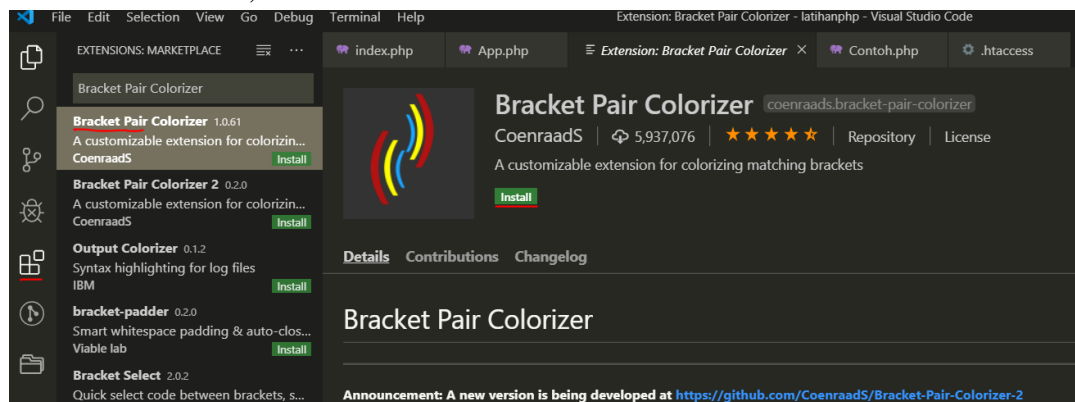 File Edit Selection View Go Debug Terminal Help Extension: Bracket Pair Colorizer - latihanphp - Visual Studio Code
EXTENSIONS: MARKETPLACE
index.php App.php Extension: Bracket Pair Colorizer Contoh.php .htaccess
Bracket Pair Colorizer
Bracket Pair Colorizer 1.0.61
A customizable extension for colorizin...
CoenraadS Install
Bracket Pair Colorizer 2 0.2.0
A customizable extension for colorizin...
CoenraadS Install
Output Colorizer 0.1.2
Syntax highlighting for log files
IBM Install
bracket-padder 0.2.0
Smart whitespace padding & auto-clos...
Viable lab Install
Bracket Select 2.0.2
Quick select code between brackets, s...
Bracket Pair Colorizer coenraads.bracket-pair-colorizer
CoenraadS 5,937,076 Repository License
A customizable extension for colorizing matching brackets
Install
Details Contributions Changelog
Bracket Pair Colorizer
Announcement: A new version is being developed at https://github.com/CoenraadS/Bracket-Pair-Colorizer-2